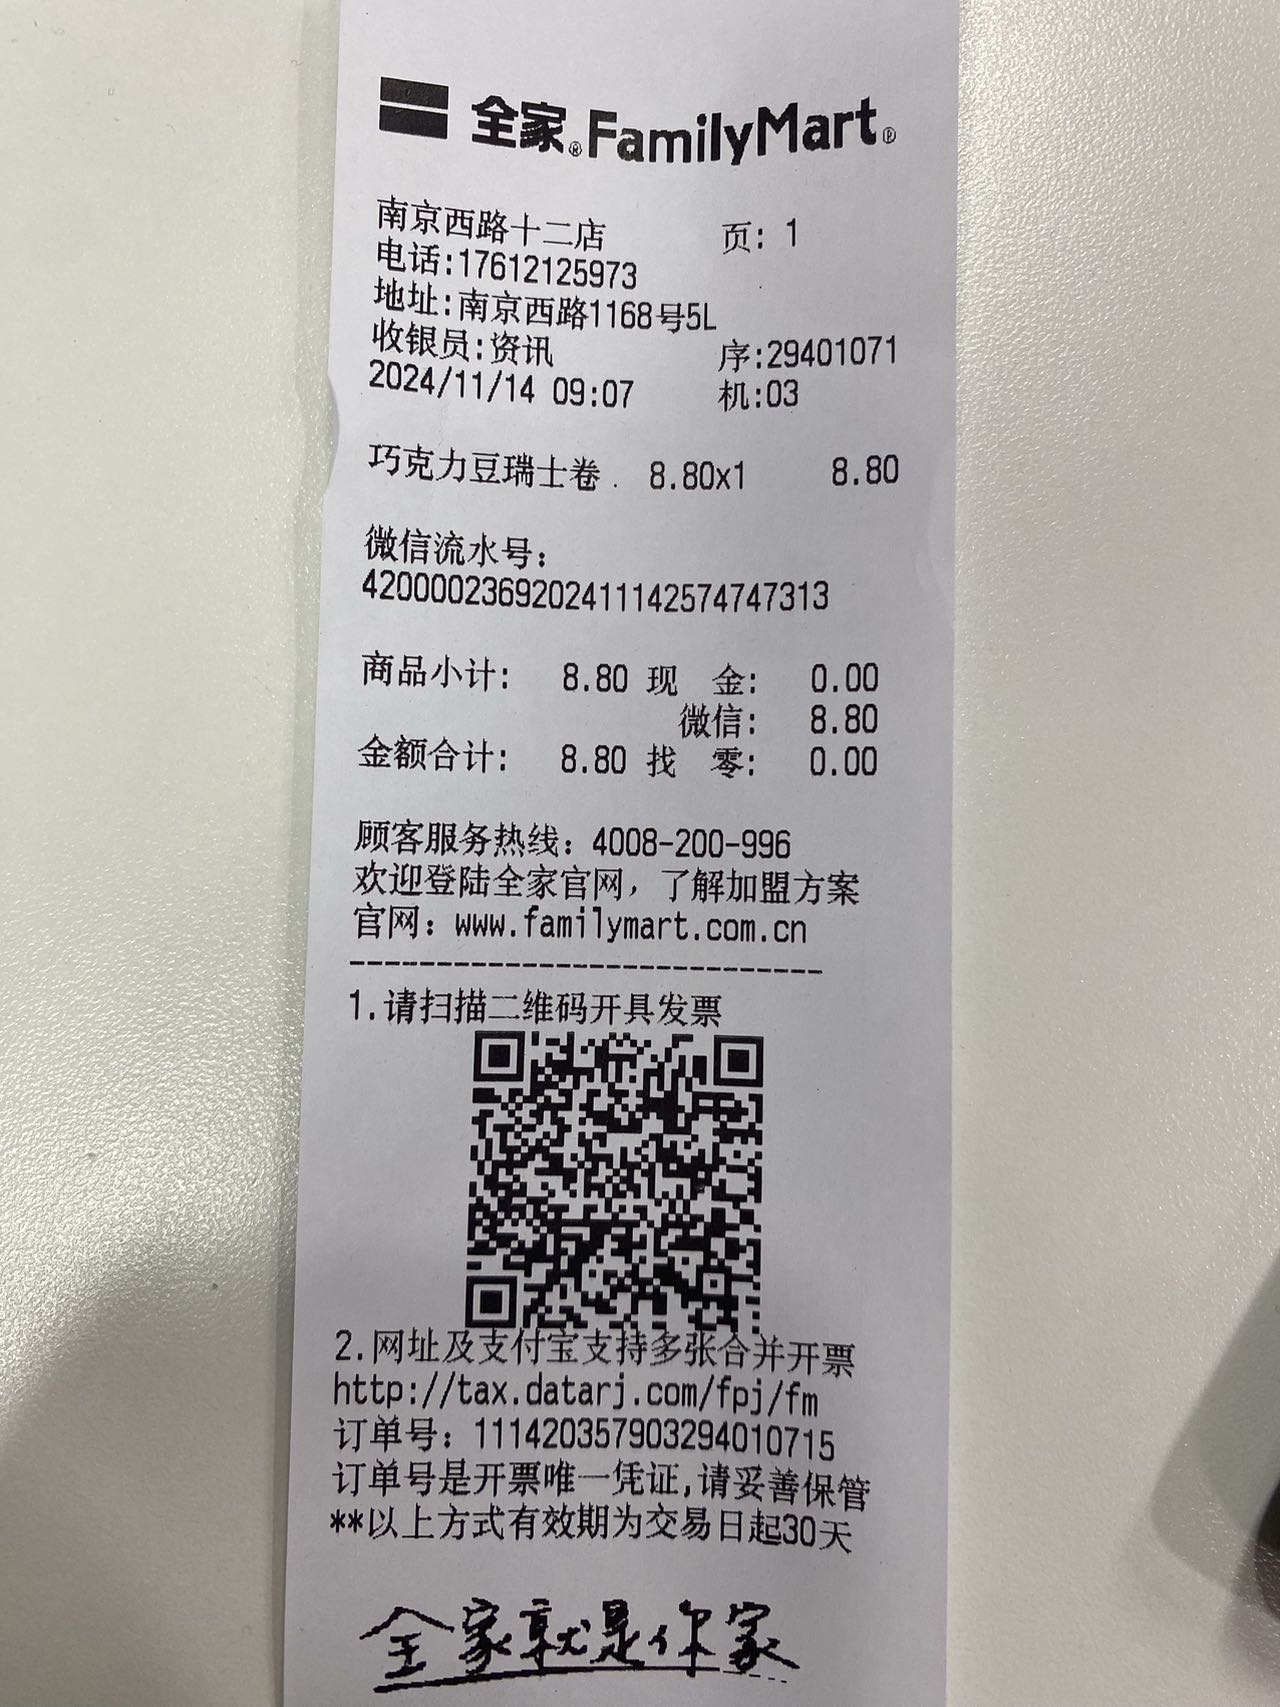 全家® FamilyMart®
南京西路十二店 页: 1
电话:17612125973
地址:南京西路1168号5L
收银员:资讯 序:29401071
2024/11/14 09:07 机:03
巧克力豆瑞士卷 . 8.80x1 8.80
微信流水号:
4200002369202411142574747313
商品小计: 8.80 现 金: 0.00
微信: 8.80
金额合计: 8.80 找 零: 0.00
顾客服务热线: 4008-200-996
欢迎登陆全家官网，了解加盟方案
官网: www.familymart.com.cn
---------------------------
1.请扫描二维码开具发票
2.网址及支付宝支持多张合并开票
http://tax.datarj.com/fpj/fm
订单号: 111420357903294010715
订单号是开票唯一凭证,请妥善保管
**以上方式有效期为交易日起30天
全家就是你家